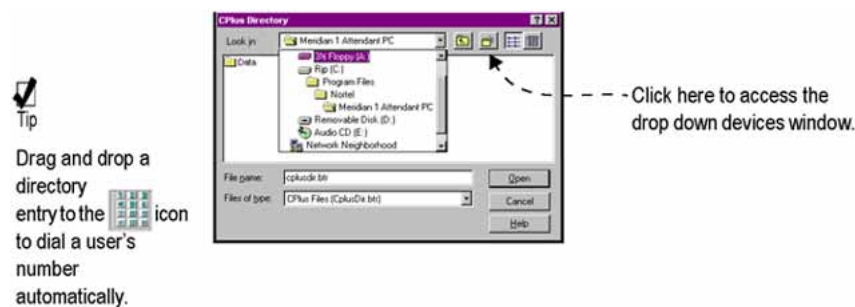 CPlus Directory
Look in:
Meridian 1 Attendant PC
Data
3½ Floppy (A:)
Rip (C:)
Program Files
Nortel
Meridian 1 Attendant PC
Removable Disk (D:)
Audio CD (E:)
Network Neighborhood
File name:
cplusdir.btr
Open
Files of type:
CPlus Files (CplusDir.btr)
Cancel
Help
Click here to access the
drop down devices window.
Tip
Drag and drop a
directory
entry to the icon
to dial a user's
number
automatically.